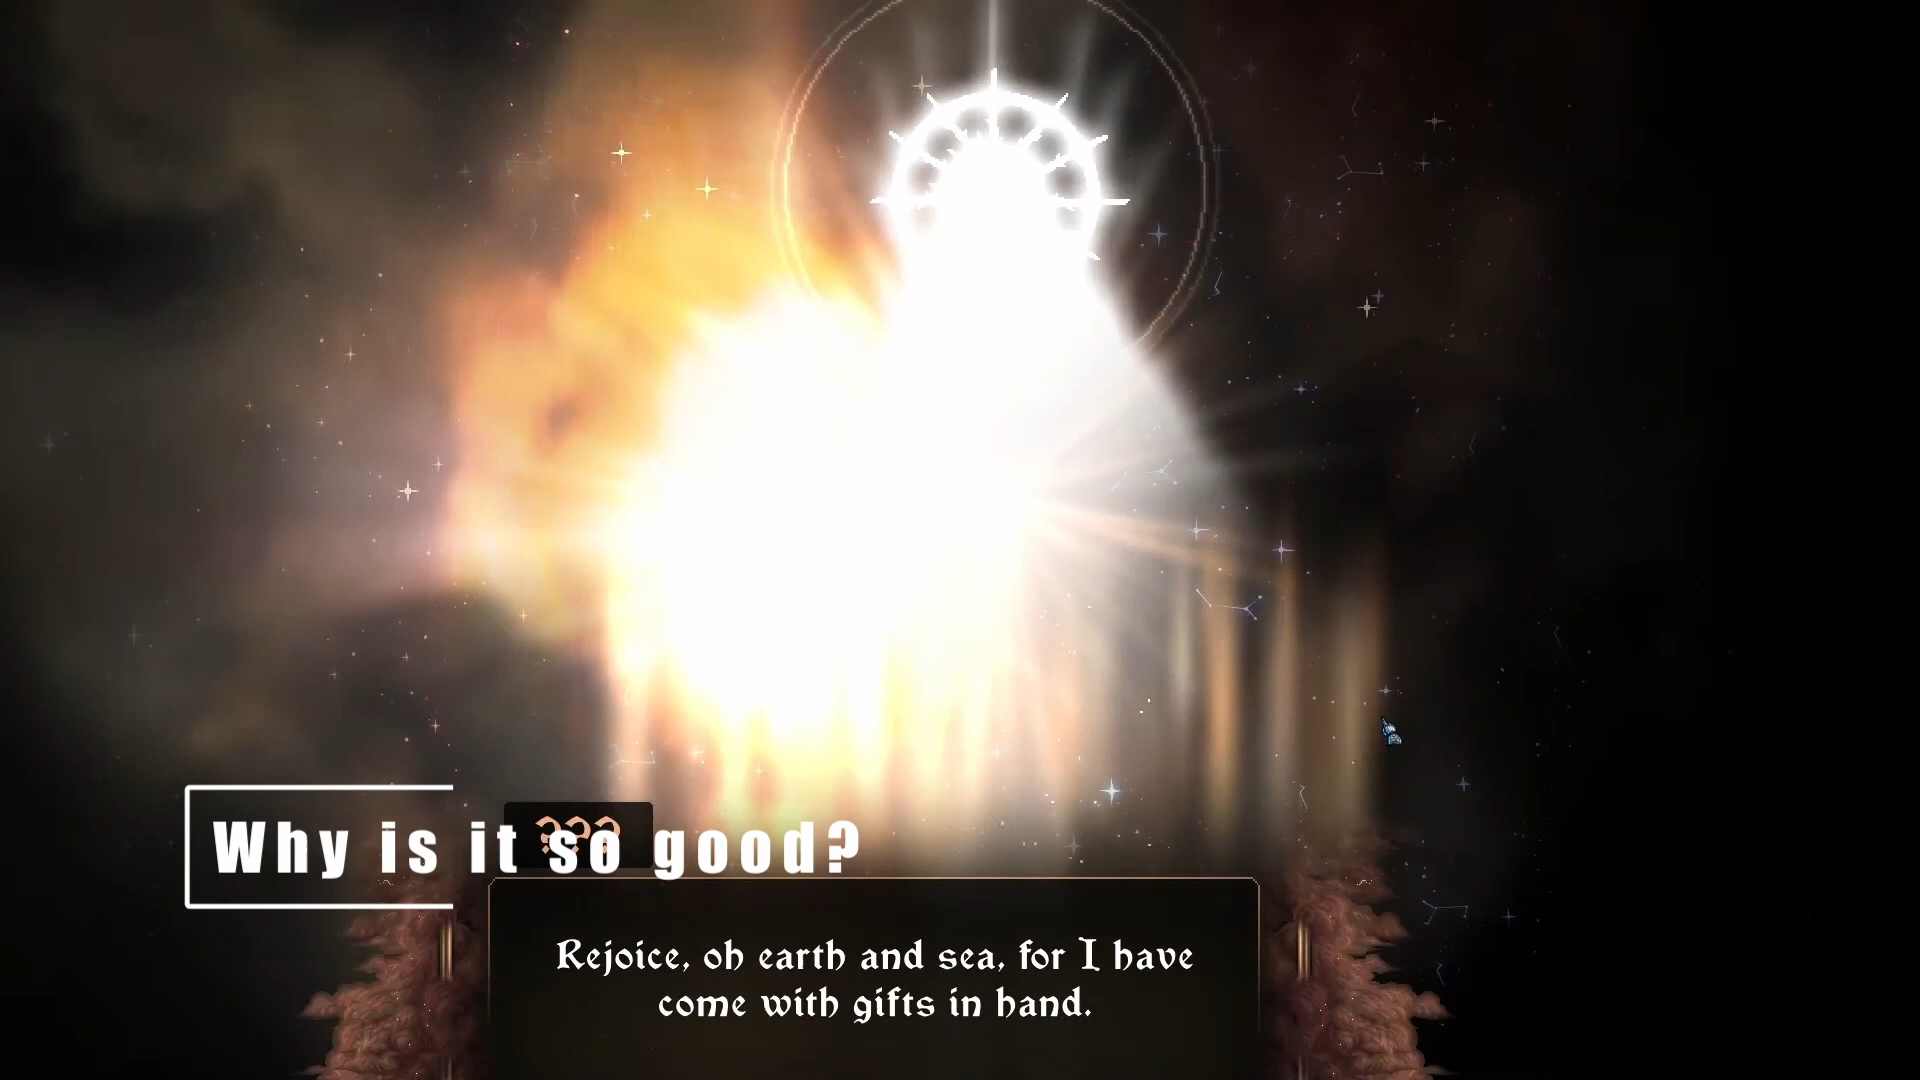 Why is it so good?
???
Rejoice, oh earth and sea, for I have
come with gifts in hand.